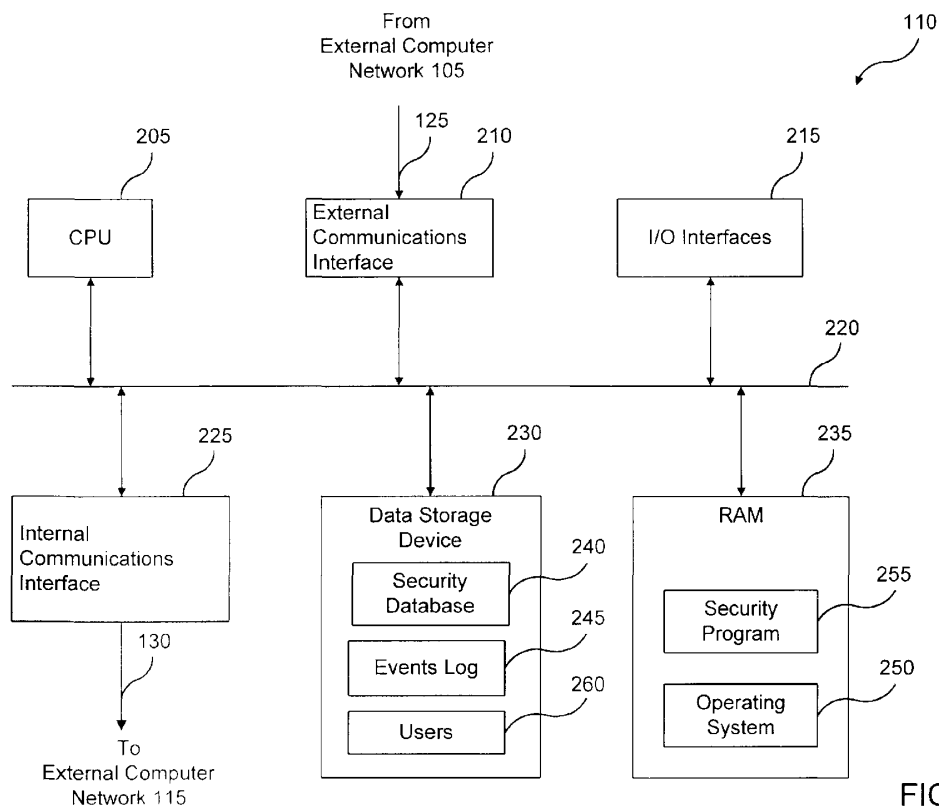 From
External Computer
Network 105
110
125
205
210
215
CPU
External
Communications
Interface
I/O Interfaces
220
225
230
235
Internal
Communications
Interface
Data Storage
Device
RAM
240
Security
Database
255
Security
Program
245
Events Log
260
250
Users
Operating
System
130
To
External Computer
Network 115
FIG